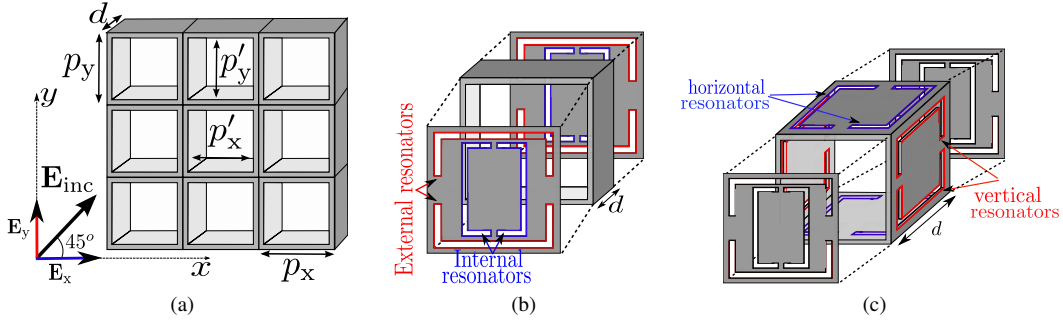 d
p_y
p'_y
y
p'_x
E_inc
E_y
45^o
E_x
x
p_x
(a)
External resonators
Internal
resonators
d
(b)
horizontal
resonators
vertical
resonators
d
(c)